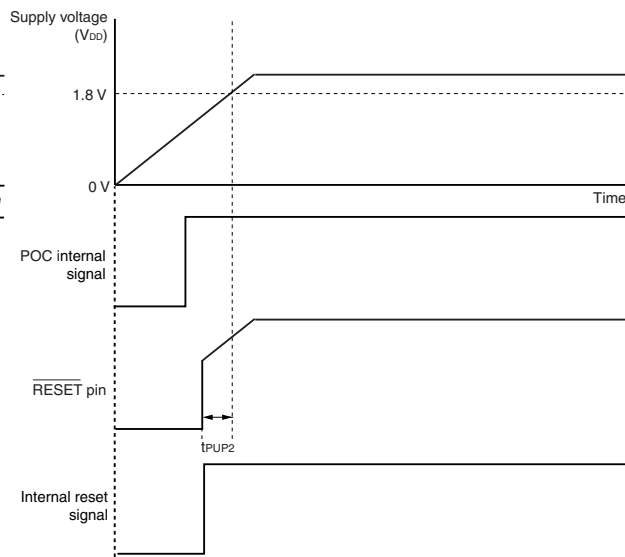 Supply voltage
(VDD)
1.8 V
0 V
Time
POC internal
signal
RESET pin
tPUP2
Internal reset
signal